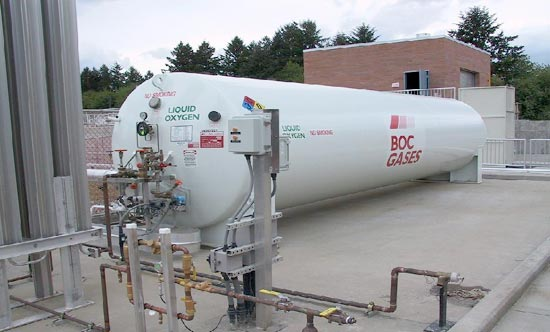 NO SMOKING
LIQUID
OXYGEN
LIQUID
OXYGEN
NO SMOKING
BOC
GASES